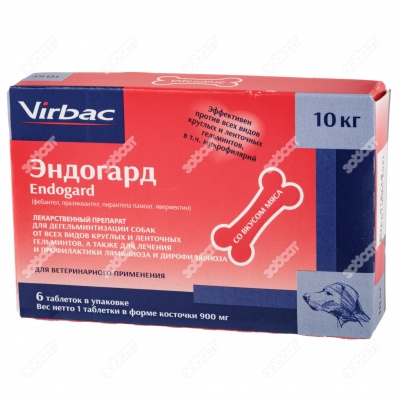 Virbac
Эффективен
против всех видов
круглых и ленточных
гельминтов,
в т.ч. микрофилярий
10 кг
Эндогард
Endogard
(фебантел, празиквантел, пирантела памоат, ивермектин)
ЛЕКАРСТВЕННЫЙ ПРЕПАРАТ
ДЛЯ ДЕГЕЛЬМИНТИЗАЦИИ СОБАК
ОТ ВСЕХ ВИДОВ КРУГЛЫХ И ЛЕНТОЧНЫХ
ГЕЛЬМИНТОВ, А ТАКЖЕ ДЛЯ ЛЕЧЕНИЯ
И ПРОФИЛАКТИКИ ЛЯМБЛИОЗА И ДИРОФИЛЯРИОЗА
СО ВКУСОМ МЯСА
ДЛЯ ВЕТЕРИНАРНОГО ПРИМЕНЕНИЯ
6 таблеток в упаковке
Вес нетто 1 таблетки в форме косточки 900 мг